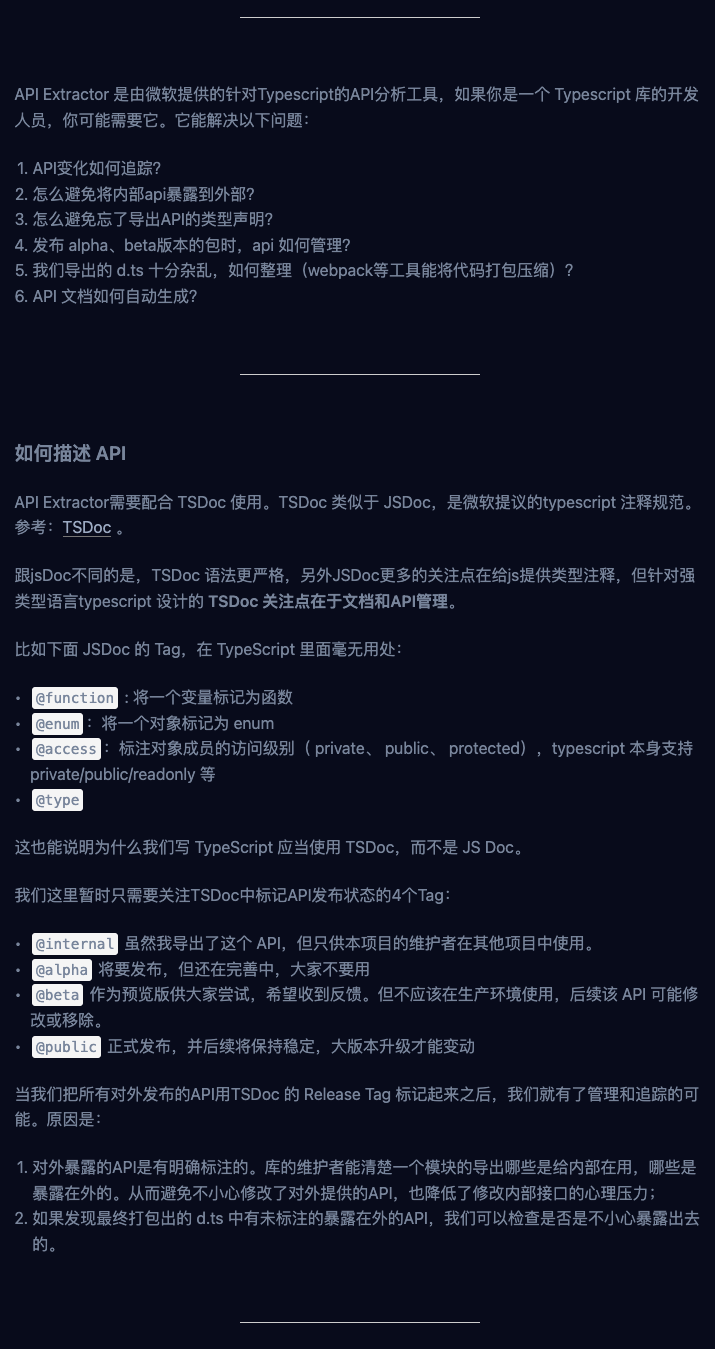 API Extractor 是由微软提供的针对Typescript的API分析工具，如果你是一个 Typescript 库的开发
人员，你可能需要它。它能解决以下问题：
1. API变化如何追踪?
2. 怎么避免将内部api暴露到外部?
3. 怎么避免忘了导出API的类型声明?
4. 发布 alpha、beta版本的包时，api 如何管理?
5. 我们导出的 d.ts 十分杂乱，如何整理（webpack等工具能将代码打包压缩）?
6. API 文档如何自动生成?
如何描述 API
API Extractor需要配合 TSDoc 使用。TSDoc 类似于 JSDoc，是微软提议的typescript 注释规范。
参考：TSDoc 。
跟jsDoc不同的是，TSDoc 语法更严格，另外JSDoc更多的关注点在给js提供类型注释，但针对强
类型语言typescript 设计的 TSDoc 关注点在于文档和API管理。
比如下面 JSDoc 的 Tag，在 TypeScript 里面毫无用处：
• @function : 将一个变量标记为函数
• @enum：将一个对象标记为 enum
• @access：标注对象成员的访问级别（ private、 public、 protected），typescript 本身支持
private/public/readonly 等
• @type
这也能说明为什么我们写 TypeScript 应当使用 TSDoc，而不是 JS Doc。
我们这里暂时只需要关注TSDoc中标记API发布状态的4个Tag：
• @internal 虽然我导出了这个 API，但只供本项目的维护者在其他项目中使用。
• @alpha 将要发布，但还在完善中，大家不要用
• @beta 作为预览版供大家尝试，希望收到反馈。但不应该在生产环境使用，后续该 API 可能修
改或移除。
• @public 正式发布，并后续将保持稳定，大版本升级才能变动
当我们把所有对外发布的API用TSDoc 的 Release Tag 标记起来之后，我们就有了管理和追踪的可
能。原因是：
1. 对外暴露的API是有明确标注的。库的维护者能清楚一个模块的导出哪些是给内部在用，哪些是
暴露在外的。从而避免不小心修改了对外提供的API，也降低了修改内部接口的心理压力；
2. 如果发现最终打包出的 d.ts 中有未标注的暴露在外的API，我们可以检查是否是不小心暴露出去
的。